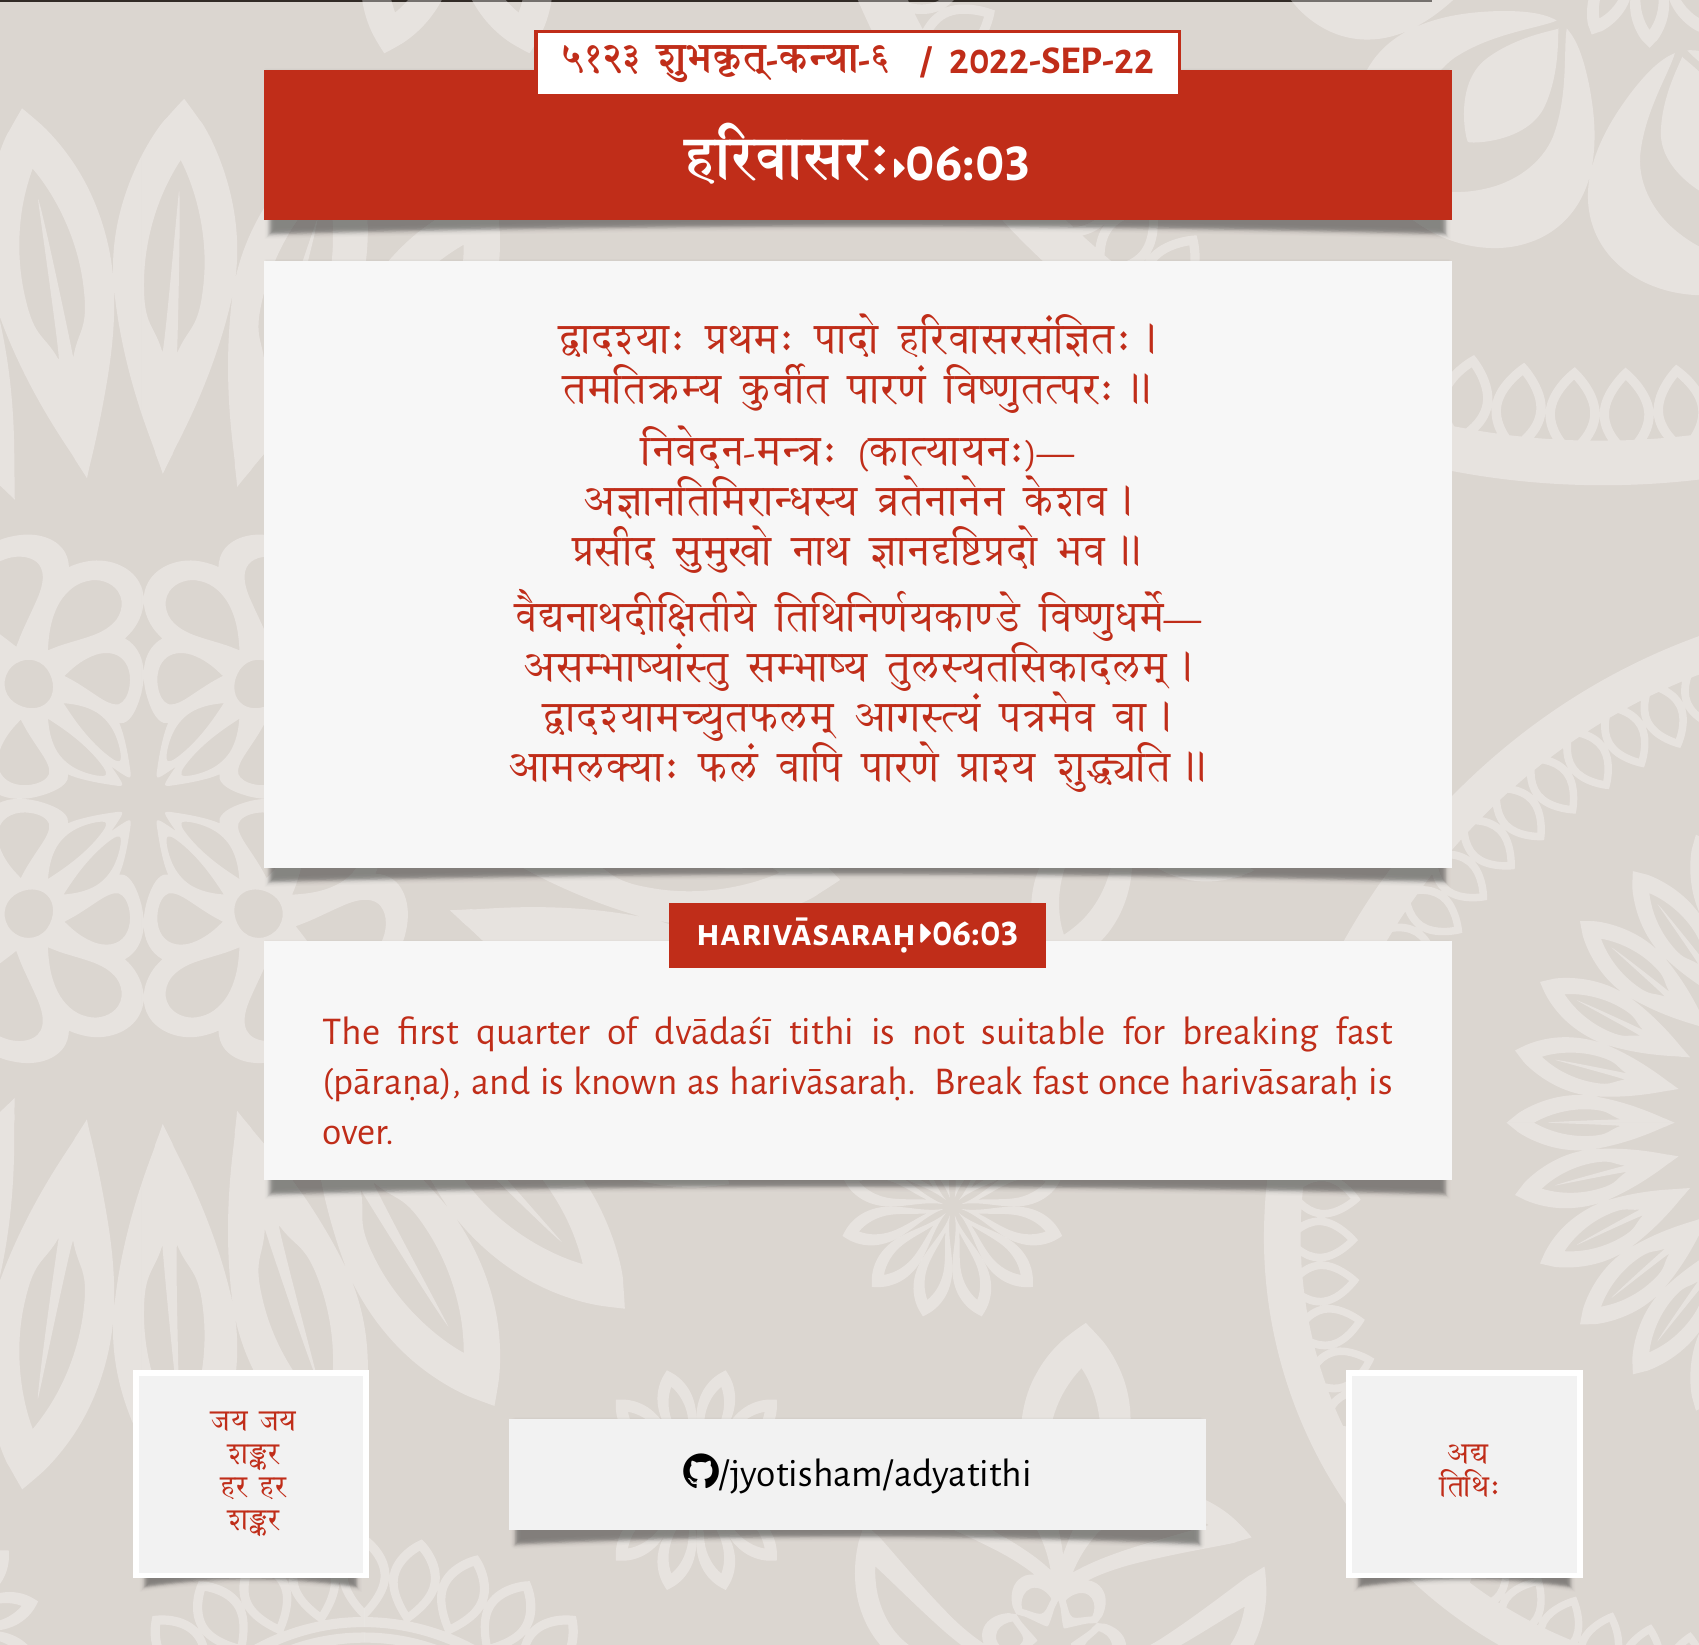 ५१२३ शुभकृत्-कन्या-६ / 2022-SEP-22
हरिवासरः▸06:03
द्वादश्याः प्रथमः पादो हरिवासरसंज्ञितः।
तमतिक्रम्य कुर्वीत पारणं विष्णुतत्परः॥
निवेदन-मन्त्रः (कात्यायनः)—
अज्ञानतिमिरान्धस्य व्रतेनानेन केशव।
प्रसीद सुमुखो नाथ ज्ञानदृष्टिप्रदो भव॥
वैद्यनाथदीक्षितीये तिथिनिर्णयकाण्डे विष्णुधर्मे—
असम्भाष्यांस्तु सम्भाष्य तुलस्यतसिकादलम्।
द्वादश्यामच्युतफलम् आगस्त्यं पत्रमेव वा।
आमलक्याः फलं वापि पारणे प्राश्य शुद्ध्यति॥
HARIVĀSARAḤ▸06:03
The first quarter of dvādaśī tithi is not suitable for breaking fast
(pāraṇa), and is known as harivāsaraḥ. Break fast once harivāsaraḥ is
over.
जय जय
शङ्कर
हर हर
शङ्कर
/jyotisham/adyatithi
अद्य
तिथिः